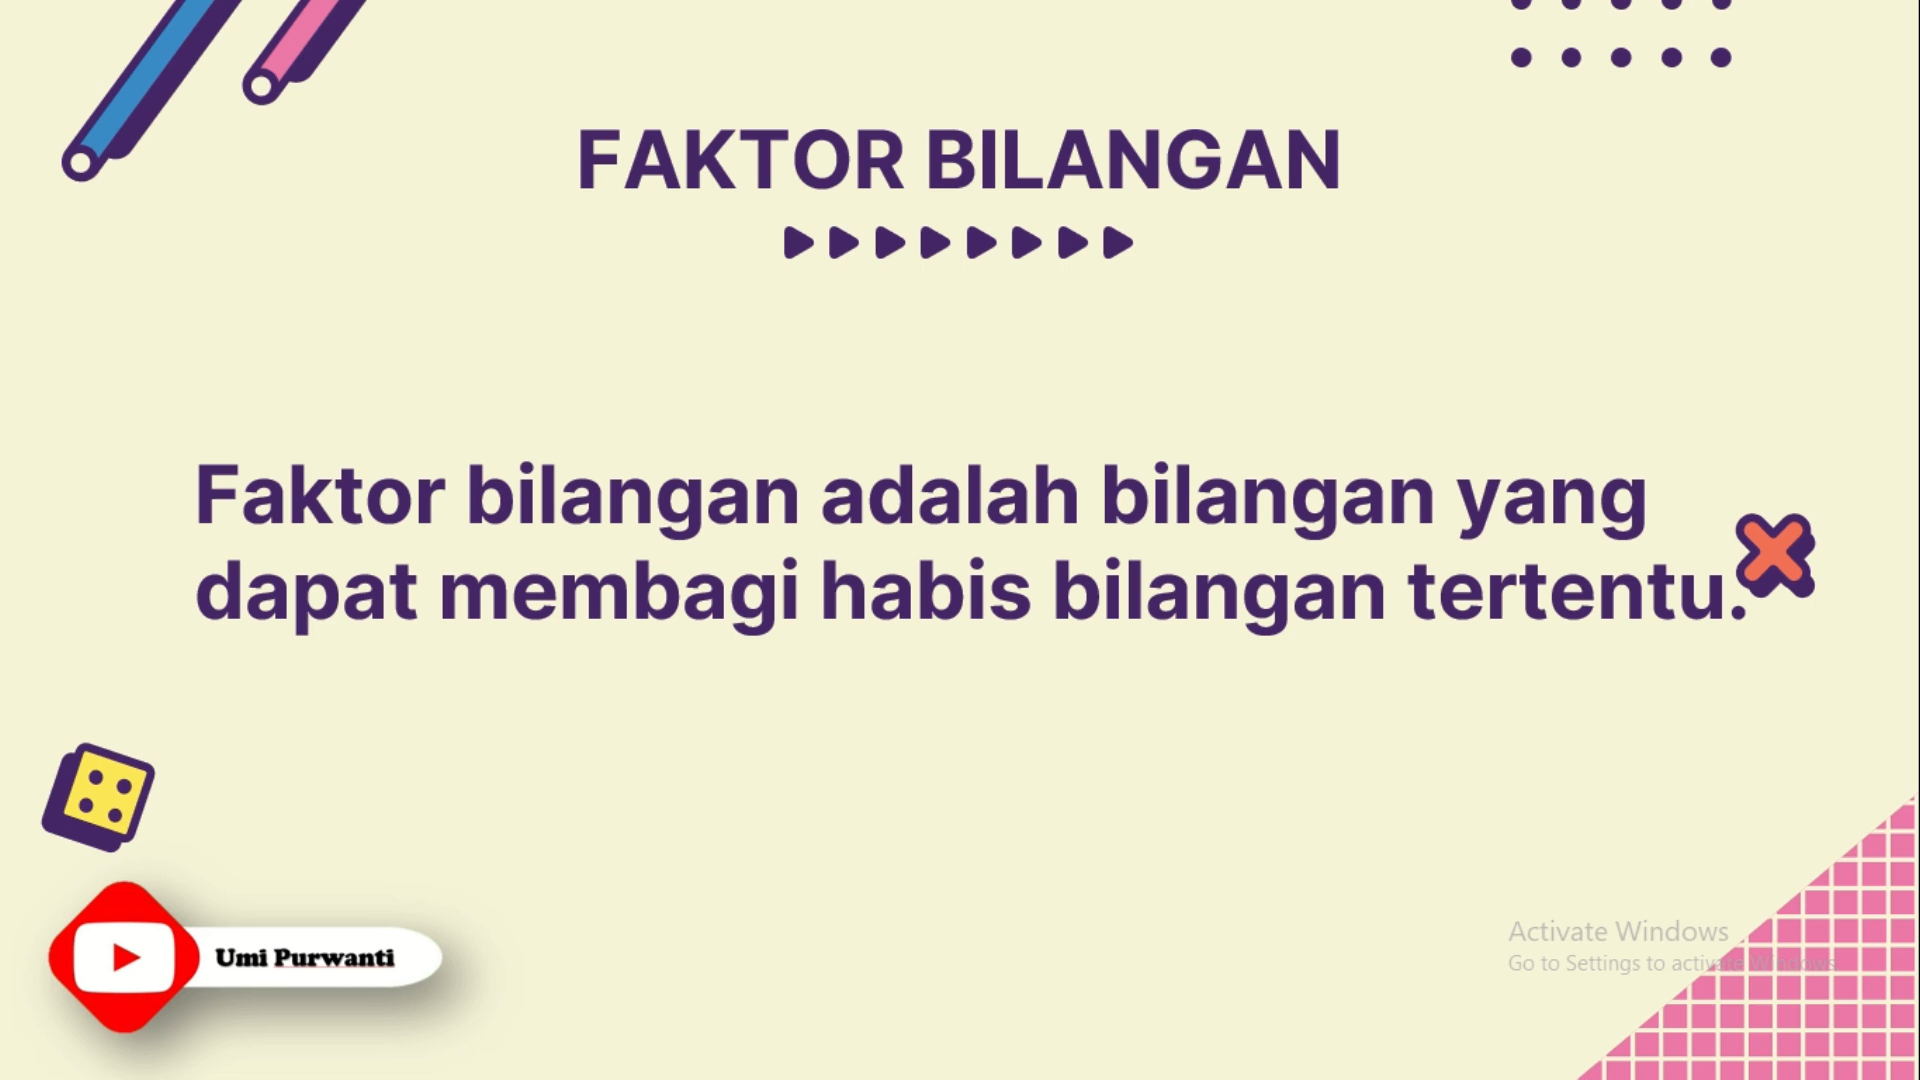 FAKTOR BILANGAN
Faktor bilangan adalah bilangan yang
dapat membagi habis bilangan tertentu.
Umi Purwanti
Activate Windows
Go to Settings to activate Windows.